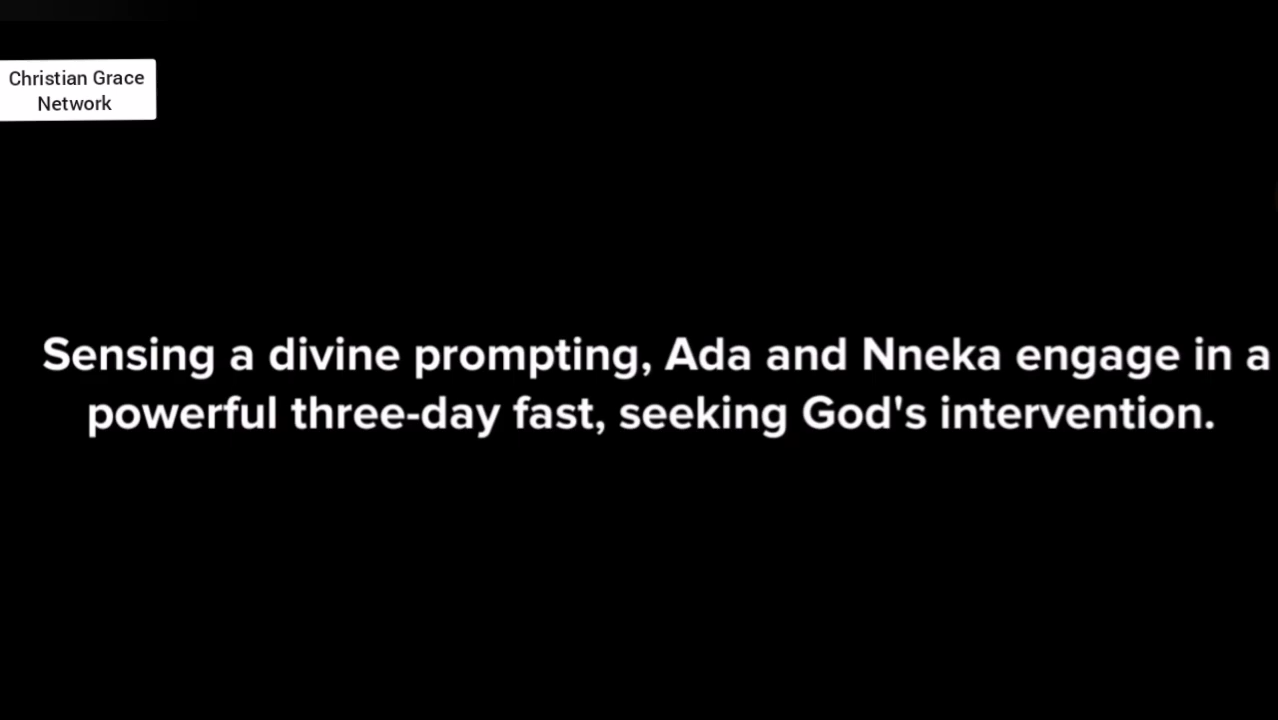 Christian Grace
Network
Sensing a divine prompting, Ada and Nneka engage in a
powerful three-day fast, seeking God's intervention.